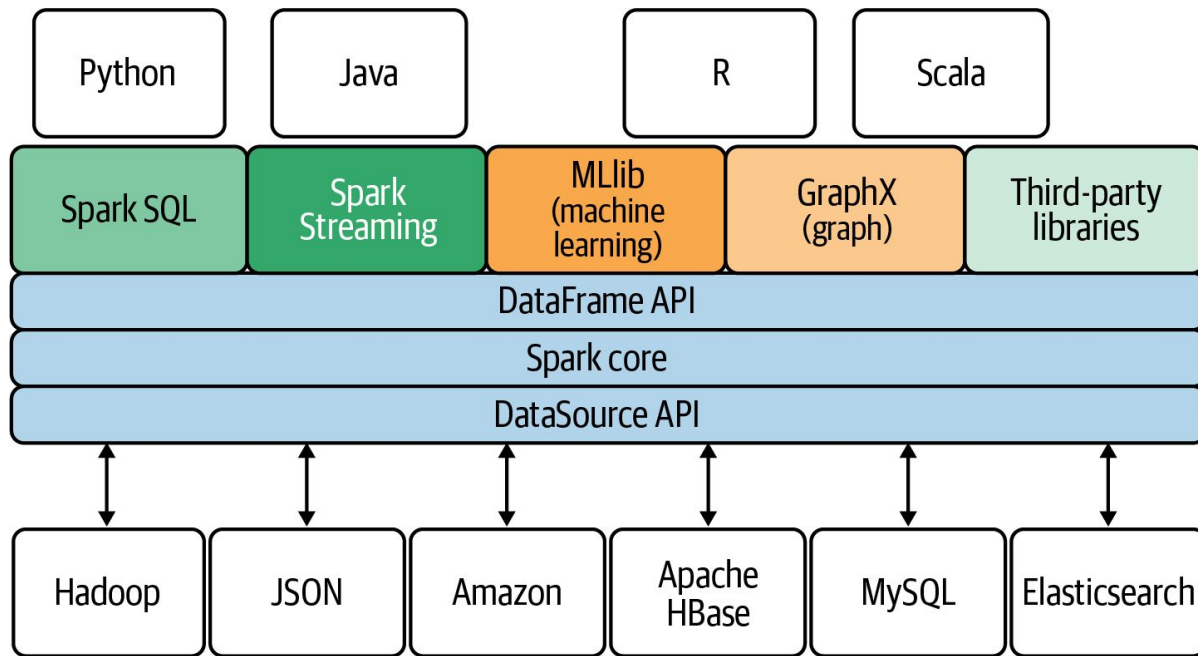 Python
Java
R
Scala
Spark SQL
Spark
Streaming
MLlib
(machine
learning)
GraphX
(graph)
Third-party
libraries
DataFrame API
Spark core
DataSource API
Hadoop
JSON
Amazon
Apache
HBase
MySQL
Elasticsearch